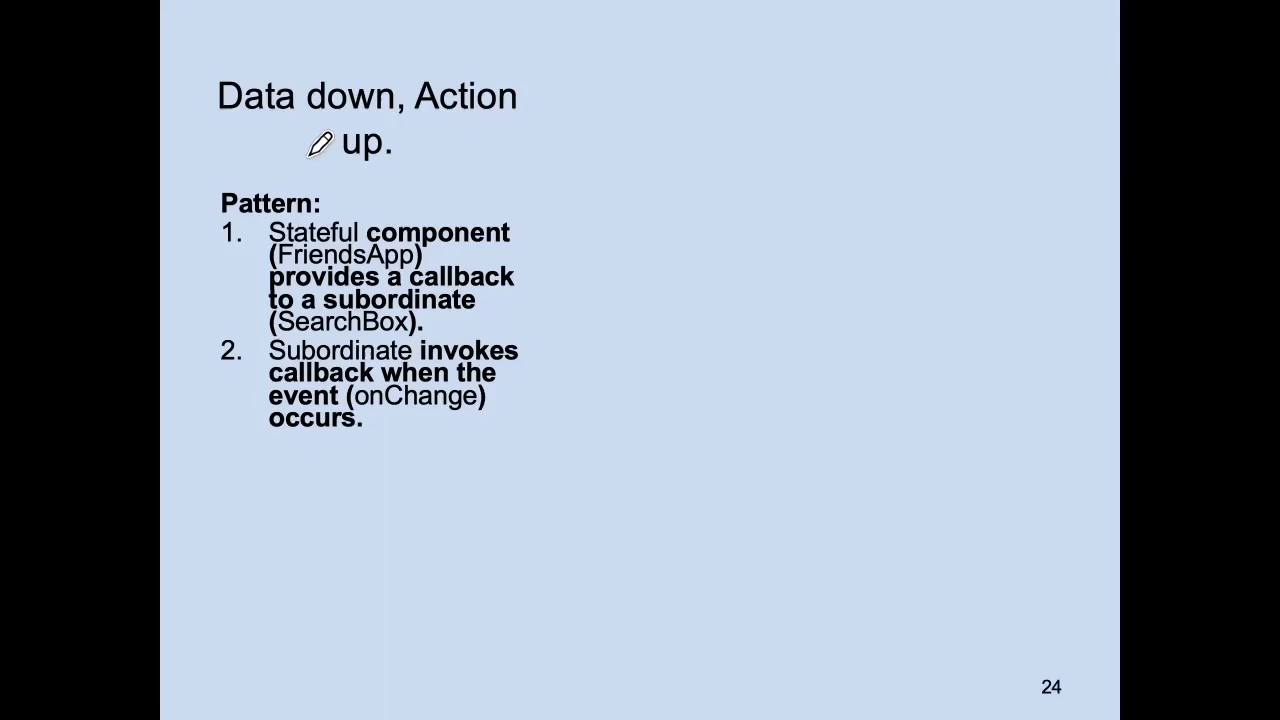 Data down, Action
up.
Pattern:
1. Stateful component
(FriendsApp)
provides a callback
to a subordinate
(SearchBox).
2. Subordinate invokes
callback when the
event (onChange)
occurs.
24